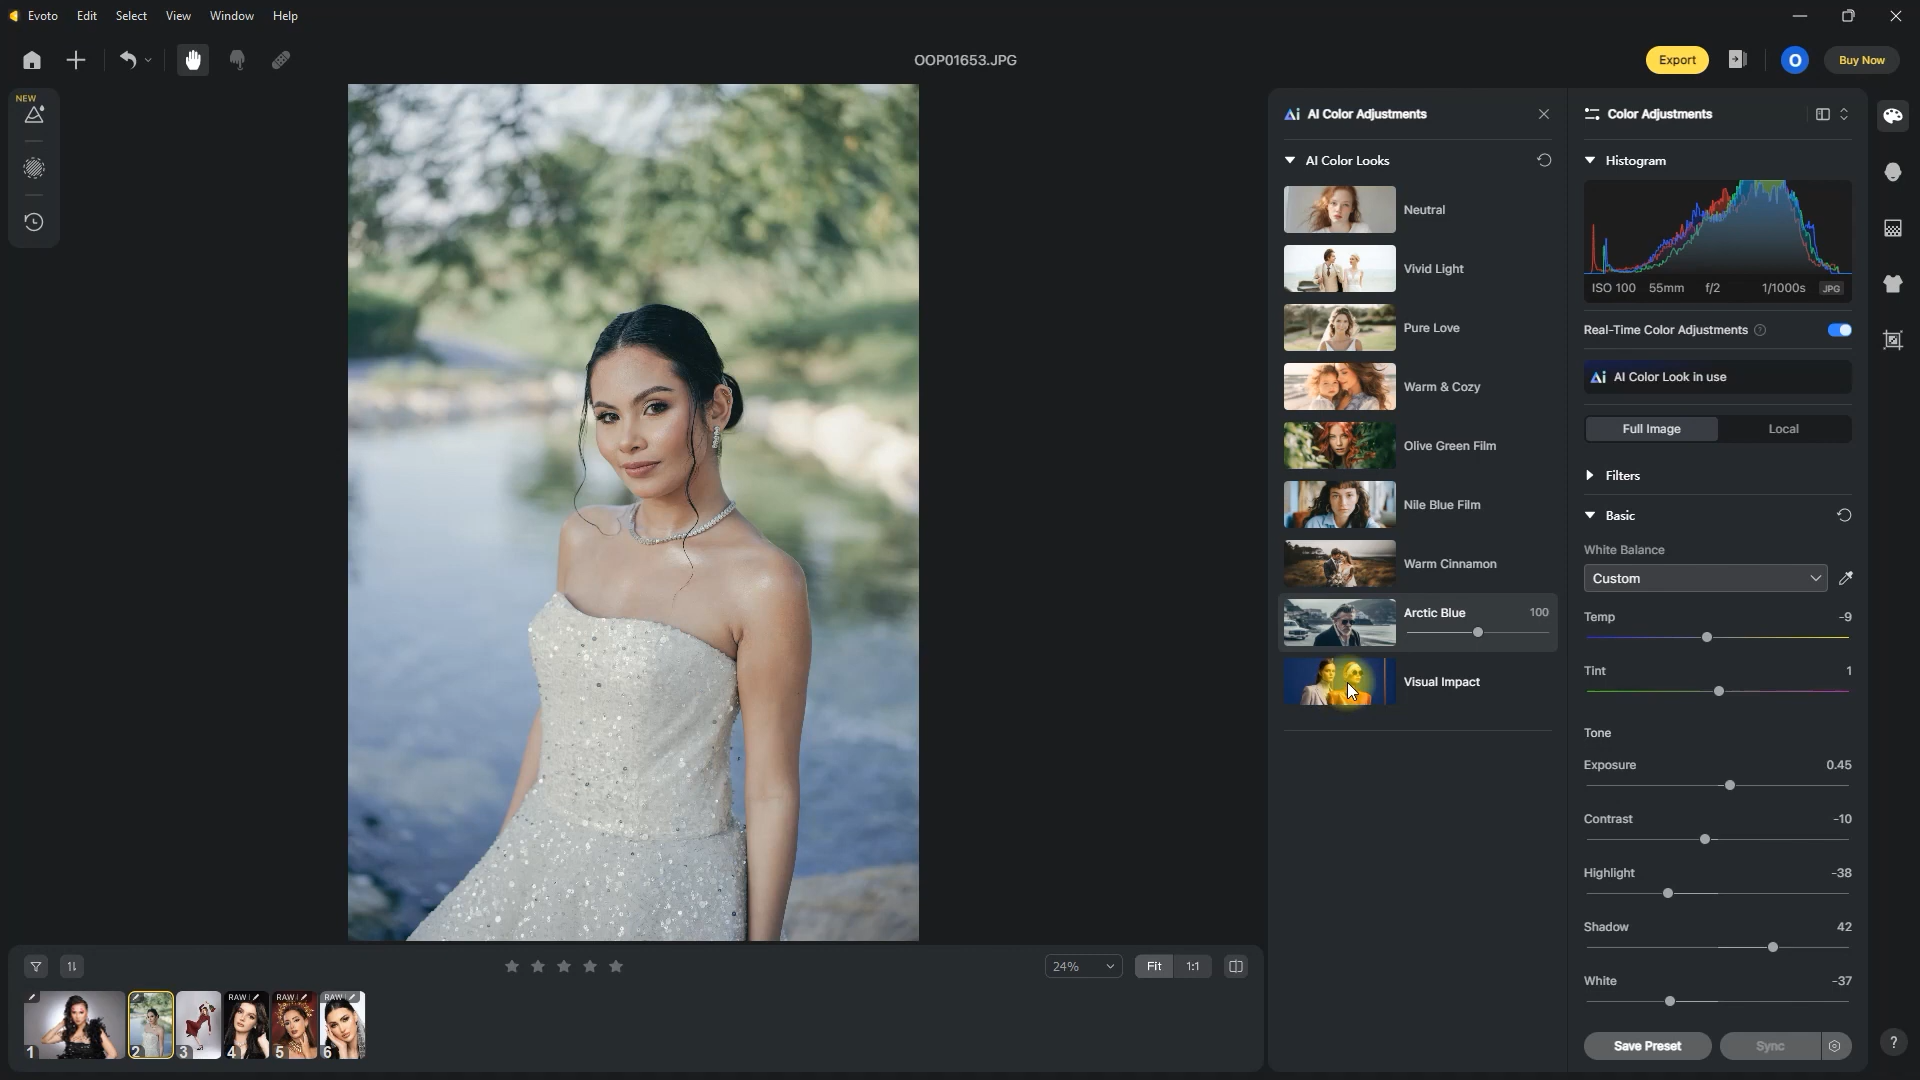 Evoto Edit Select View Window Help
OOP01653.JPG
Export
O
Buy Now
NEW
AI Color Adjustments
AI Color Looks
Neutral
Vivid Light
Pure Love
Warm & Cozy
Olive Green Film
Nile Blue Film
Warm Cinnamon
Arctic Blue 100
Visual Impact
Color Adjustments
Histogram
ISO 100 55mm f/2 1/1000s JPG
Real-Time Color Adjustments ?
Ai AI Color Look in use
Full Image Local
Filters
Basic
White Balance
Custom
Temp -9
Tint 1
Tone
Exposure 0.45
Contrast -10
Highlight -38
Shadow 42
White -37
Save Preset Sync
?
24% Fit 1:1
RAW RAW RAW
1 2 3 4 5 6